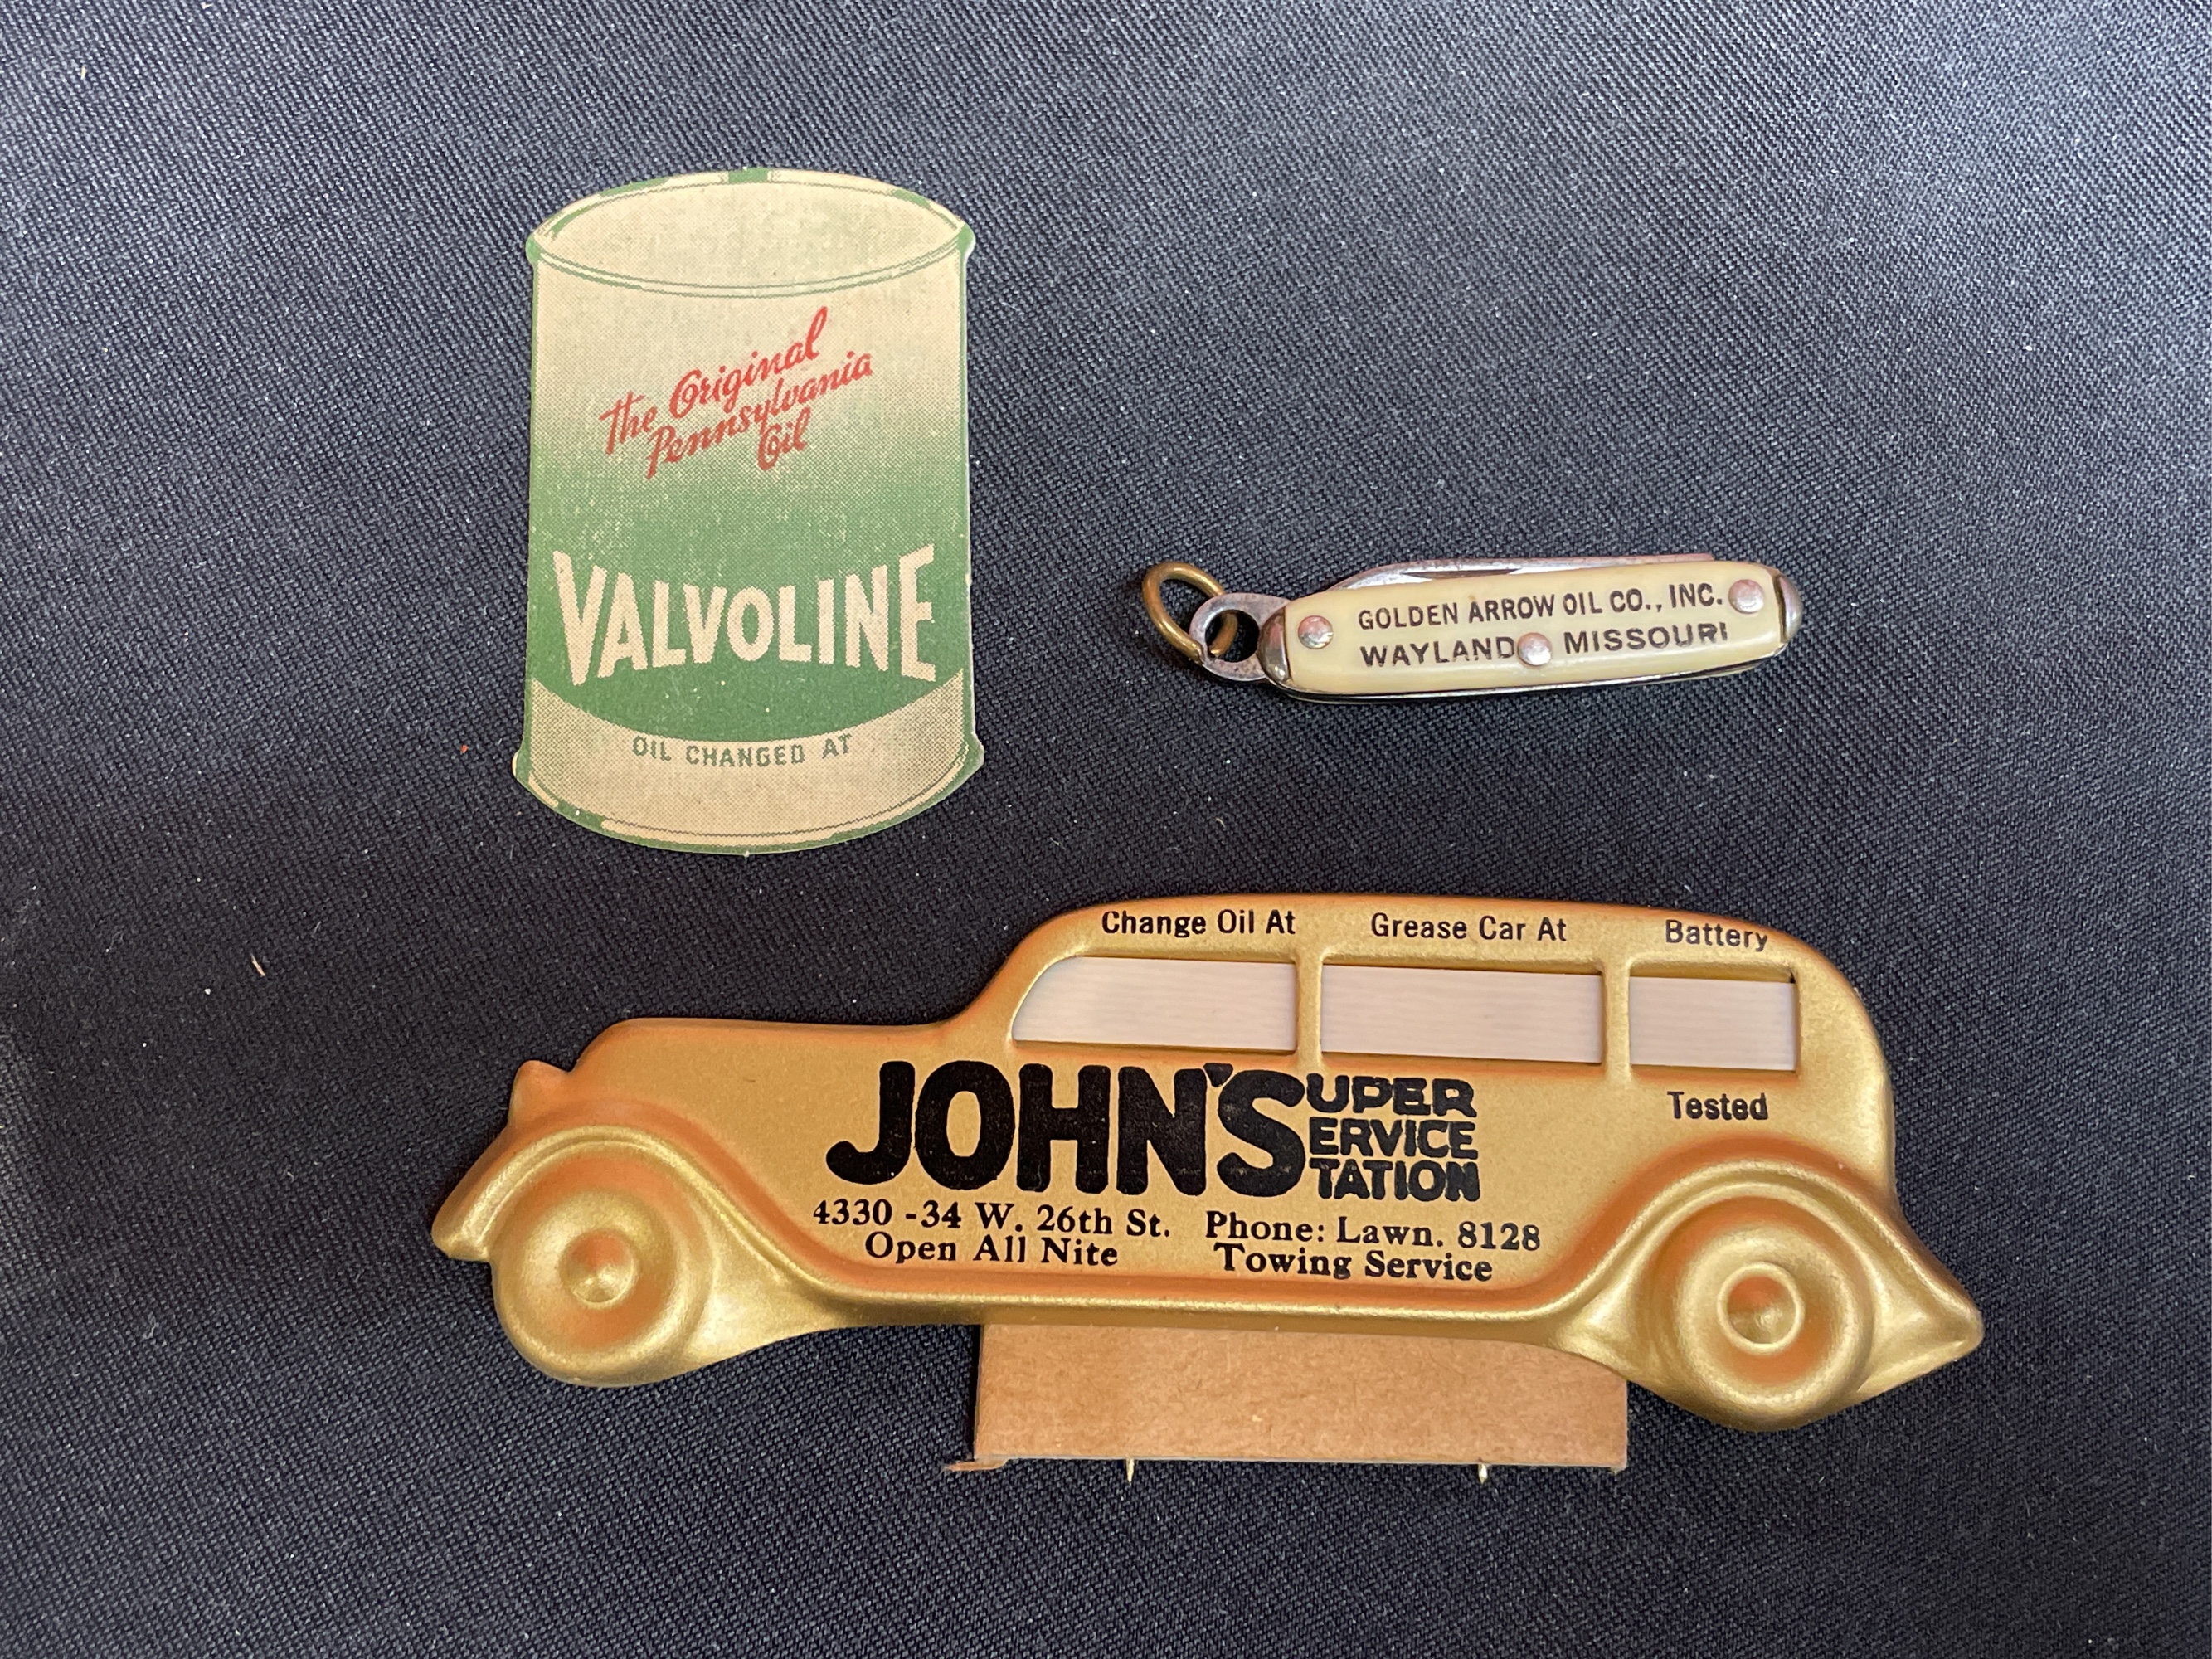 The Original
Pennsylvania
Oil
VALVOLINE
OIL CHANGED AT
GOLDEN ARROW OIL CO., INC.
WAYLAND MISSOURI
Change Oil At Grease Car At Battery
Tested
JOHN'SUPER
ERVICE
TATION
4330 -34 W. 26th St. Phone: Lawn. 8128
Open All Nite Towing Service